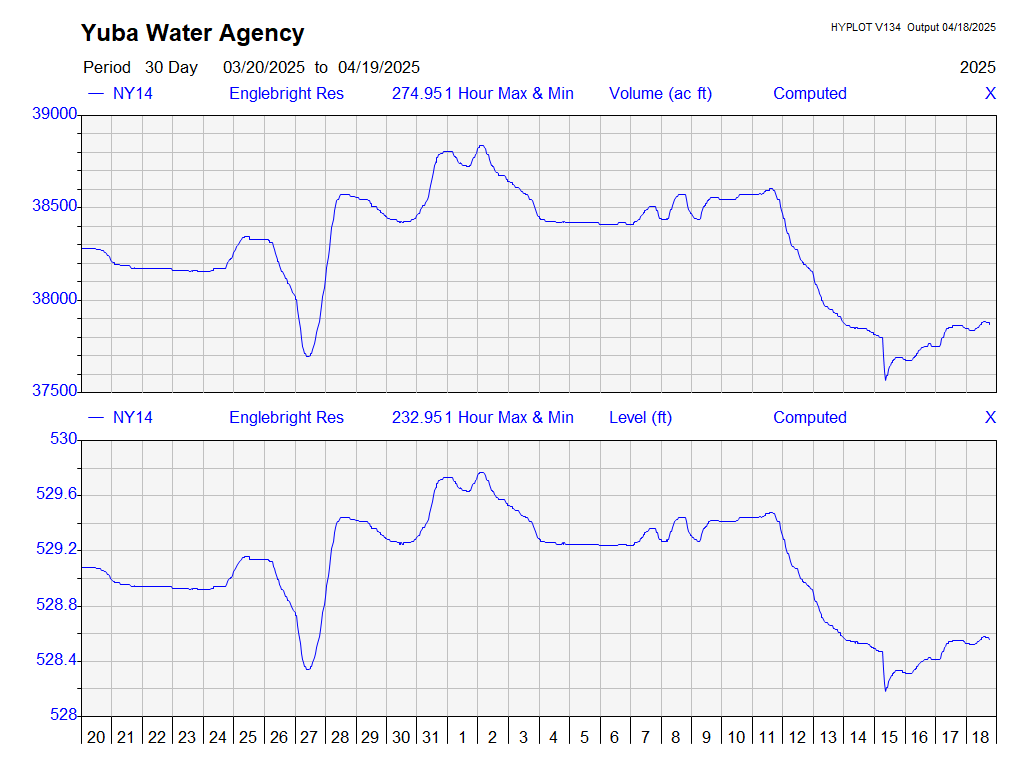 Yuba Water Agency
HYPLOT V134 Output 04/18/2025
Period 30 Day 03/20/2025 to 04/19/2025
2025
NY14 Englebright Res 274.951 Hour Max & Min Volume (ac ft) Computed X
39000
38500
38000
37500
NY14 Englebright Res 232.951 Hour Max & Min Level (ft) Computed X
530
529.6
529.2
528.8
528.4
528
20 21 22 23 24 25 26 27 28 29 30 31 1 2 3 4 5 6 7 8 9 10 11 12 13 14 15 16 17 18